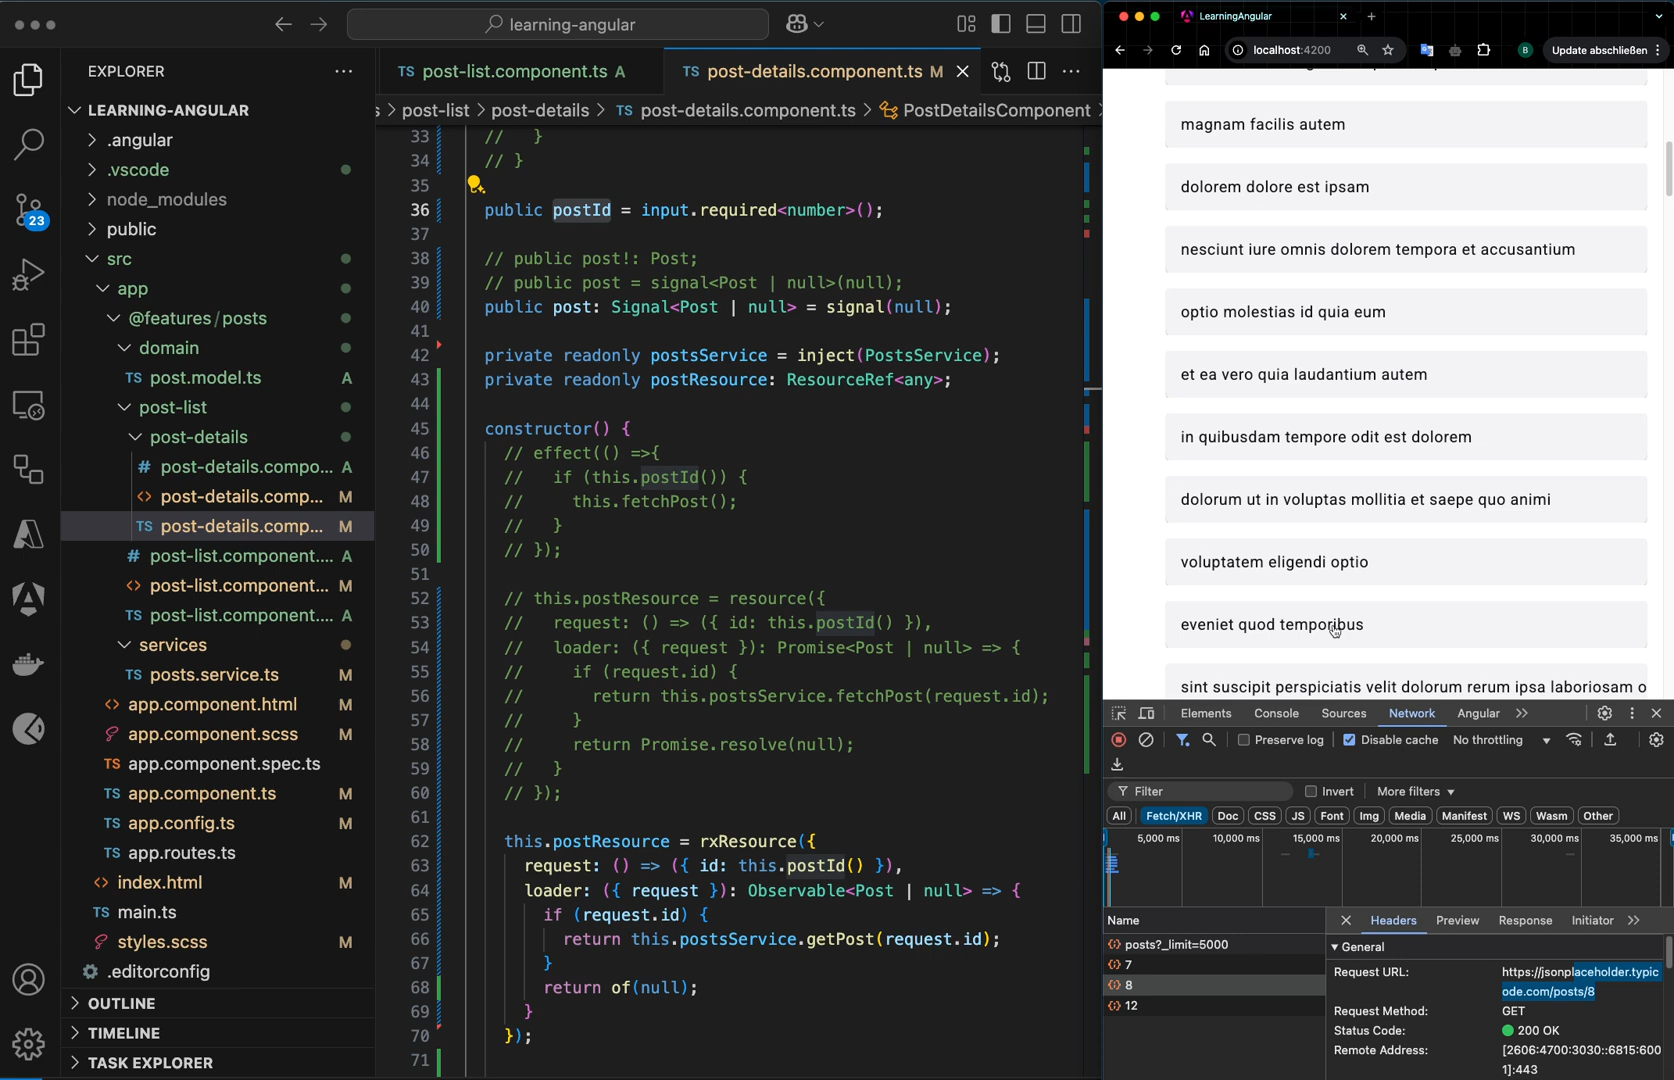 learning-angular
EXPLORER
LEARNING-ANGULAR
.angular
.vscode
node_modules
public
src
app
@features/posts
domain
TS post.model.ts A
post-list
post-details
# post-details.compo... A
<> post-details.comp... M
TS post-details.comp... M
# post-list.component.... A
<> post-list.component... M
TS post-list.component.... A
services
TS posts.service.ts M
<> app.component.html M
app.component.scss M
TS app.component.spec.ts
TS app.component.ts M
TS app.config.ts M
TS app.routes.ts
<> index.html M
TS main.ts
styles.scss M
.editorconfig
OUTLINE
TIMELINE
TASK EXPLORER
23
TS post-list.component.ts A
TS post-details.component.ts M
s > post-list > post-details > TS post-details.component.ts > PostDetailsComponent
33 // }
34 // }
35
36 public postId = input.required<number>();
37
38 // public post!: Post;
39 // public post = signal<Post | null>(null);
40 public post: Signal<Post | null> = signal(null);
41
42 private readonly postsService = inject(PostsService);
43 private readonly postResource: ResourceRef<any>;
44
45 constructor() {
46 // effect(() =>{
47 // if (this.postId()) {
48 // this.fetchPost();
49 // }
50 // });
51
52 // this.postResource = resource({
53 // request: () => ({ id: this.postId() }),
54 // loader: ({ request }): Promise<Post | null> => {
55 // if (request.id) {
56 // return this.postsService.fetchPost(request.id);
57 // }
58 // return Promise.resolve(null);
59 // }
60 // });
61
62 this.postResource = rxResource({
63 request: () => ({ id: this.postId() }),
64 loader: ({ request }): Observable<Post | null> => {
65 if (request.id) {
66 return this.postsService.getPost(request.id);
67 }
68 return of(null);
69 }
70 });
71
LearningAngular
localhost:4200
B
Update abschließen
magnam facilis autem
dolorem dolore est ipsam
nesciunt iure omnis dolorem tempora et accusantium
optio molestias id quia eum
et ea vero quia laudantium autem
in quibusdam tempore odit est dolorem
dolorum ut in voluptas mollitia et saepe quo animi
voluptatem eligendi optio
eveniet quod temporibus
sint suscipit perspiciatis velit dolorum rerum ipsa laboriosam o
Elements Console Sources Network Angular
Preserve log Disable cache No throttling
Filter Invert More filters
All Fetch/XHR Doc CSS JS Font Img Media Manifest WS Wasm Other
5,000 ms 10,000 ms 15,000 ms 20,000 ms 25,000 ms 30,000 ms 35,000 ms
Name
posts?_limit=5000
7
8
12
Headers Preview Response Initiator
General
Request URL: https://jsonplaceholder.typic
ode.com/posts/8
Request Method: GET
Status Code: 200 OK
Remote Address: [2606:4700:3030::6815:600
1]:443